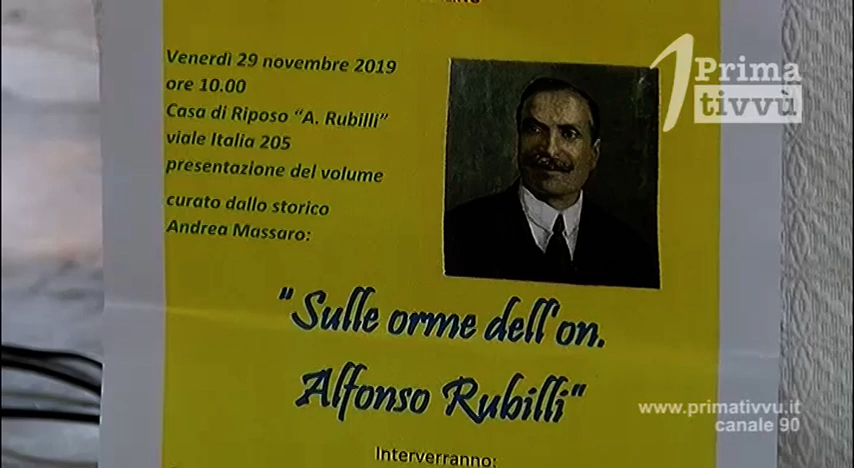 Venerdì 29 novembre 2019
ore 10.00
Casa di Riposo "A. Rubilli"
viale Italia 205
presentazione del volume
curato dallo storico
Andrea Massaro:
"Sulle orme dell'on.
Alfonso Rubilli"
Interverranno:
1 Prima
tivvù
www.primativvu.it
canale 90